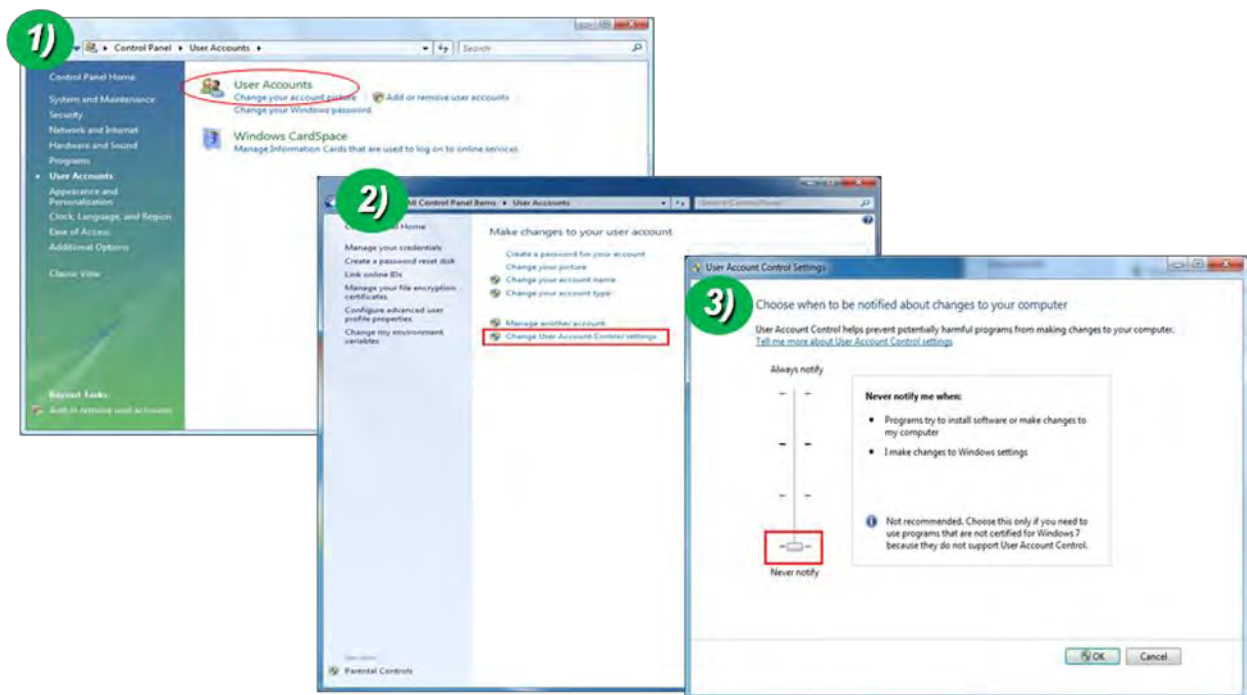 1)
Control Panel ▸ User Accounts ▸
Search
Control Panel Home
System and Maintenance
Security
Network and Internet
Hardware and Sound
Programs
User Accounts
Appearance and
Personalization
Clock, Language, and Region
Ease of Access
Additional Options
Classic View
Recent Tasks
Add or remove user accounts
User Accounts
Change your account picture
Add or remove user accounts
Change your Windows password
Windows CardSpace
Manage Information Cards that are used to log on to online services
2)
All Control Panel Items ▸ User Accounts
Search Control Panel
Control Panel Home
Manage your credentials
Create a password reset disk
Link online IDs
Manage your file encryption
certificates
Configure advanced user
profile properties
Change my environment
variables
Parental Controls
Make changes to your user account
Create a password for your account
Change your picture
Change your account name
Change your account type
Manage another account
Change User Account Control settings
3)
User Account Control Settings
Choose when to be notified about changes to your computer
User Account Control helps prevent potentially harmful programs from making changes to your computer.
Tell me more about User Account Control settings
Always notify
Never notify me when:
• Programs try to install software or make changes to
my computer
• I make changes to Windows settings
Not recommended. Choose this only if you need to
use programs that are not certified for Windows 7
because they do not support User Account Control.
Never notify
OK
Cancel